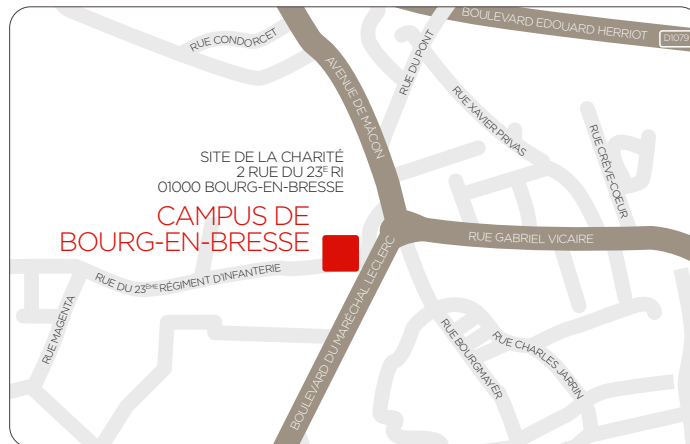 BOULEVARD EDOUARD HERRIOT
D1079
RUE CONDORCET
RUE DU PONT
AVENUE DE MÂCON
RUE XAVIER PRIVAS
RUE CRÈVE-COEUR
SITE DE LA CHARITÉ
2 RUE DU 23E RI
01000 BOURG-EN-BRESSE
CAMPUS DE
BOURG-EN-BRESSE
RUE GABRIEL VICAIRE
RUE DU 23ÈME RÉGIMENT D'INFANTERIE
RUE MAGENTA
BOULEVARD DU MARÉCHAL LECLERC
RUE BOURGMAYER
RUE CHARLES JARRIN